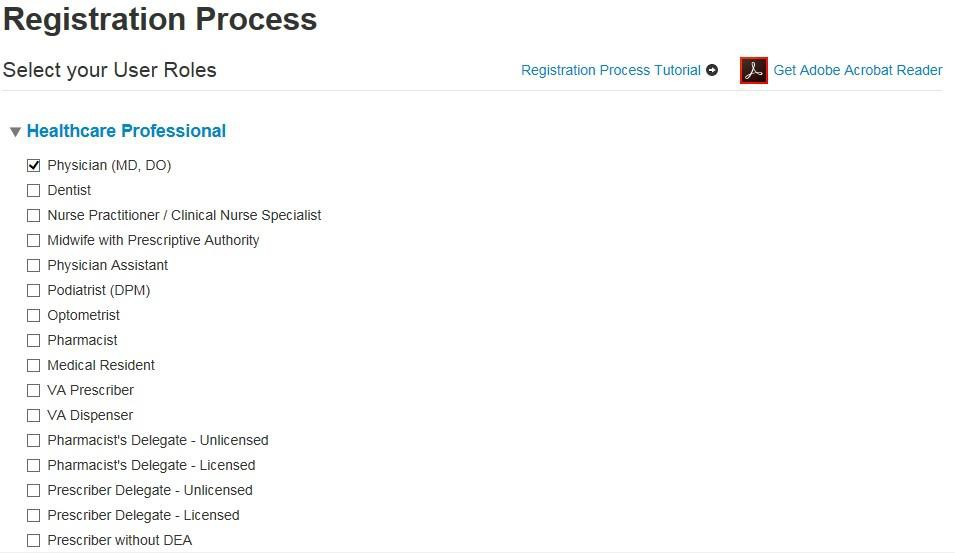 Registration Process
Select your User Roles
Registration Process Tutorial
Get Adobe Acrobat Reader
Healthcare Professional
Physician (MD, DO)
Dentist
Nurse Practitioner / Clinical Nurse Specialist
Midwife with Prescriptive Authority
Physician Assistant
Podiatrist (DPM)
Optometrist
Pharmacist
Medical Resident
VA Prescriber
VA Dispenser
Pharmacist's Delegate - Unlicensed
Pharmacist's Delegate - Licensed
Prescriber Delegate - Unlicensed
Prescriber Delegate - Licensed
Prescriber without DEA